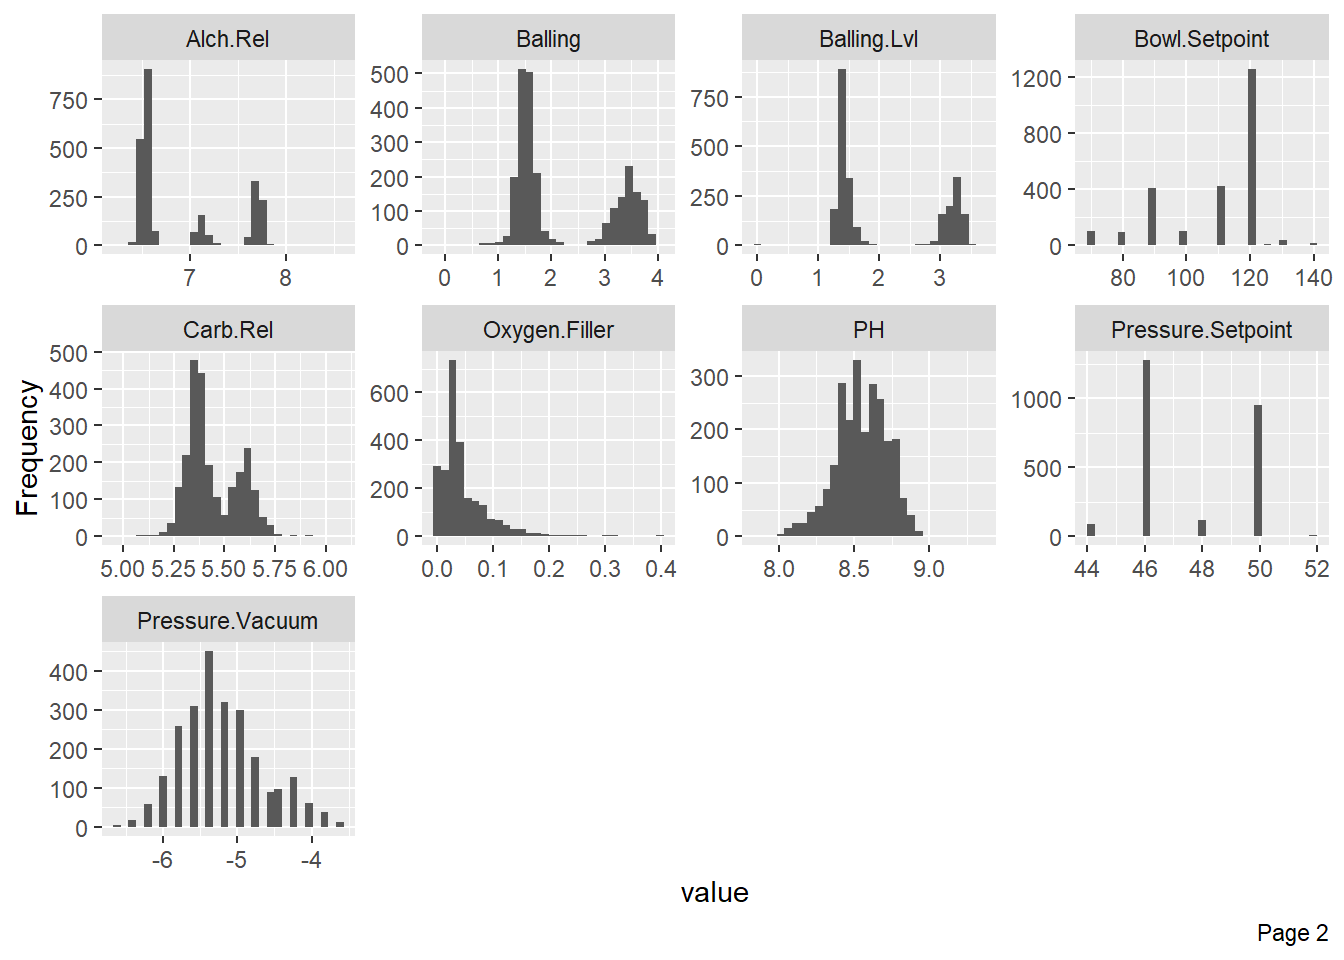 Alch.Rel Balling Balling.Lvl Bowl.Setpoint
750
500
250
0
7 8
500
400
300
200
100
0
0 1 2 3 4
750
500
250
0
0 1 2 3
1200
800
400
0
80 100 120 140
Carb.Rel Oxygen.Filler PH Pressure.Setpoint
500
400
300
200
100
0
5.00 5.25 5.50 5.75 6.00
600
400
200
0
0.0 0.1 0.2 0.3 0.4
300
200
100
0
8.0 8.5 9.0
1000
500
0
44 46 48 50 52
Frequency
Pressure.Vacuum
400
300
200
100
0
-6 -5 -4
value
Page 2